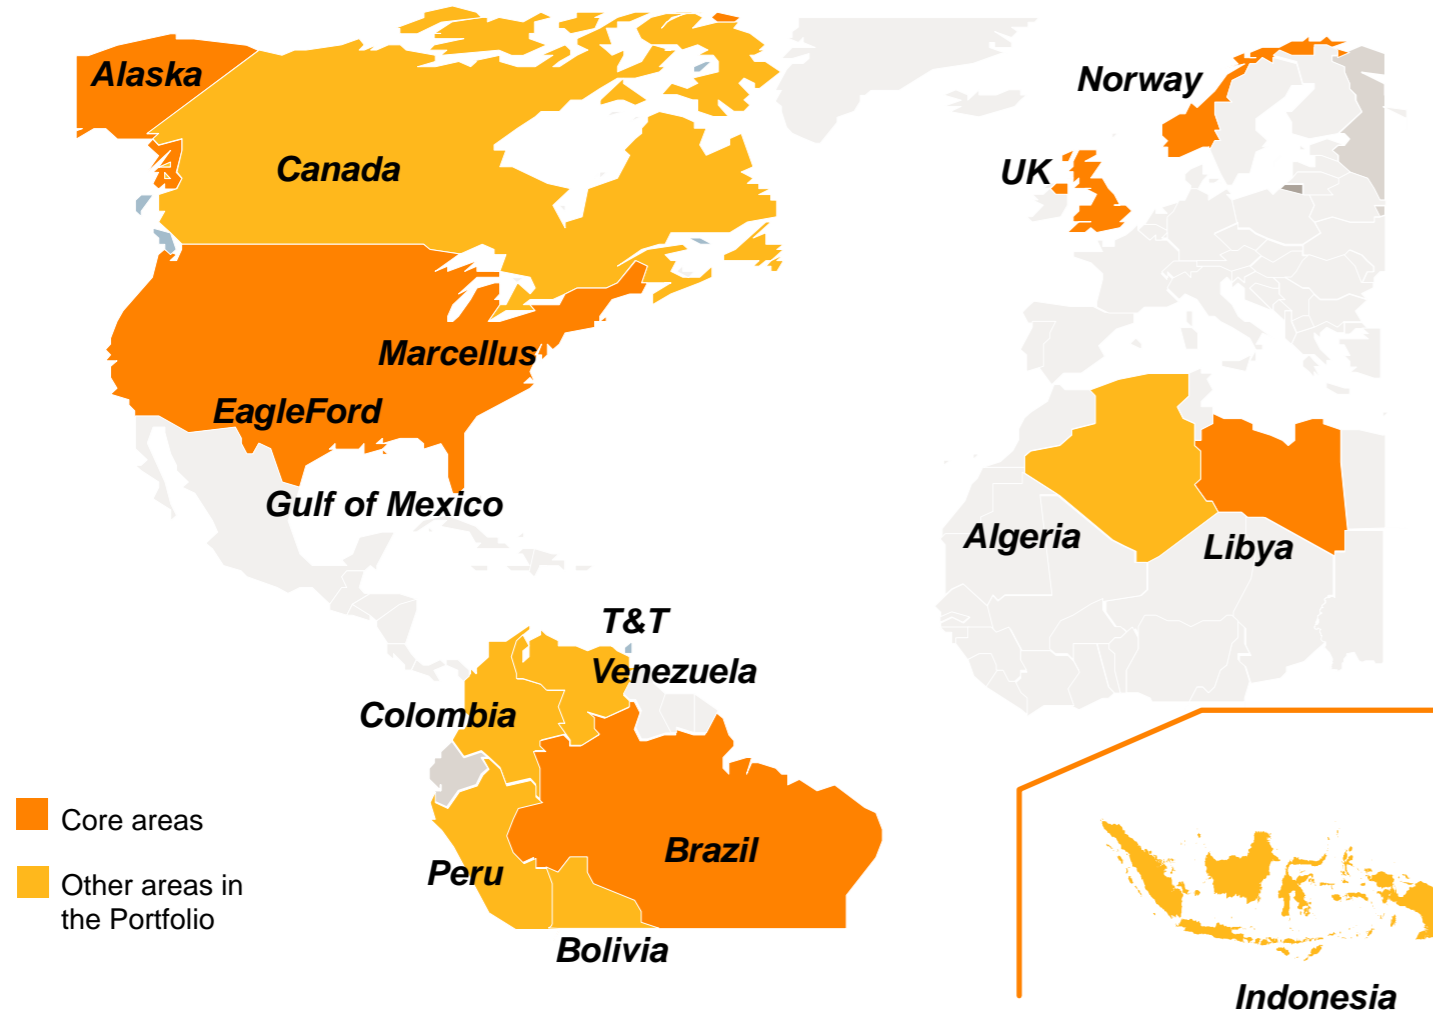 Alaska
Norway
Canada
UK
Marcellus
EagleFord
Gulf of Mexico
Algeria
Libya
T&T
Venezuela
Colombia
Core areas
Brazil
Peru
Other areas in
the Portfolio
Bolivia
Indonesia